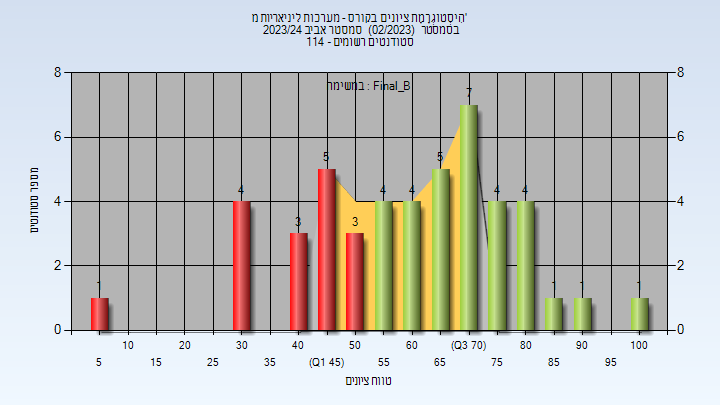 היסטוגרמת ציונים בקורס - מערכות ליניאריות מ'
בסמסטר (02/2023) סמסטר אביב 2023/24
סטודנטים רשומים - 114
במשימה : Final_B
מספר סטודנטים
8 8
6 6
4 4
2 2
0 0
1 4 3 5 3 4 4 5 7 4 4 1 1 1
10 20 30 40 50 60 (Q3 70) 80 90 100
5 15 25 35 (Q1 45) 55 65 75 85 95
טווח ציונים